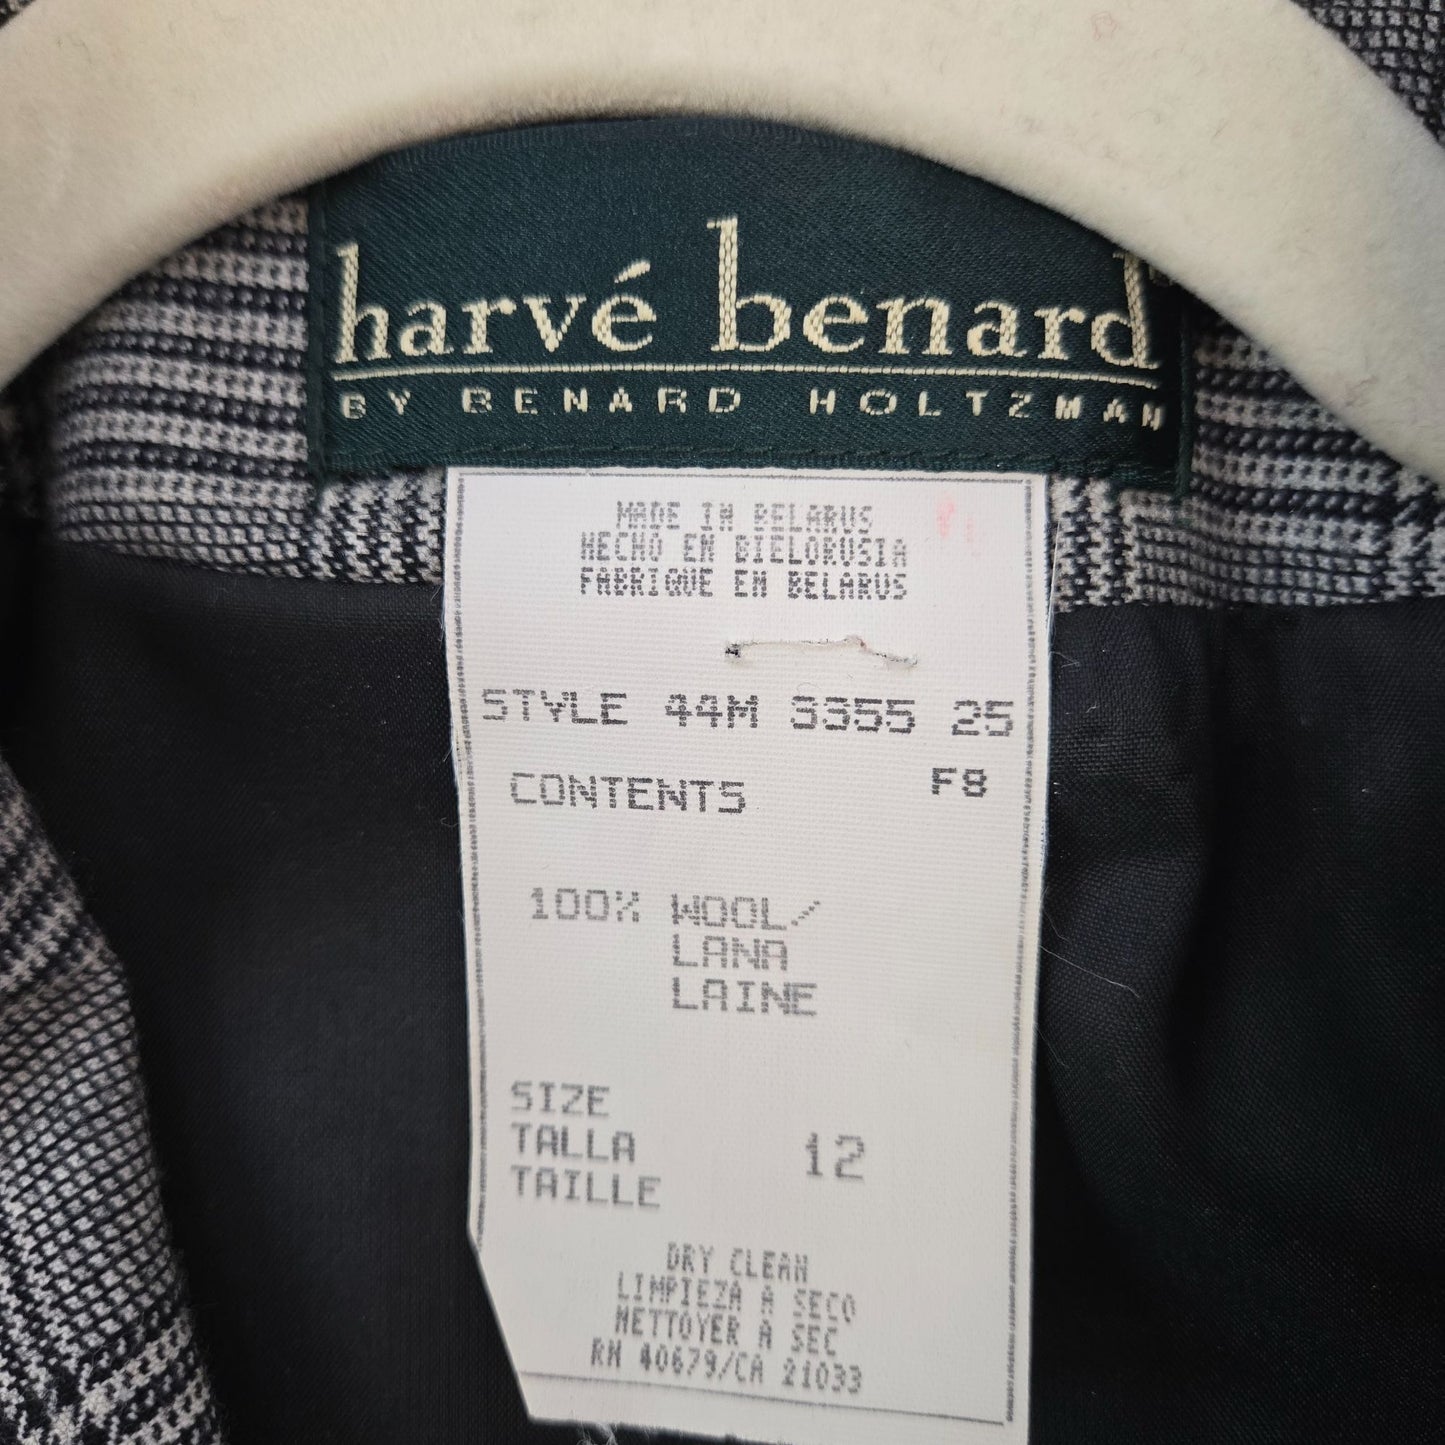 harvé benard
BY BENARD HOLTZMAN
MADE IN BELARUS
HECHO EN BIELORUSIA
FABRIQUE EN BELARUS
STYLE 44M 3355 25
CONTENTS F8
100% WOOL/
LANA
LAINE
SIZE
TALLA 12
TAILLE
DRY CLEAN
LIMPIEZA A SECO
NETTOYER A SEC
RN 40679/CA 21033